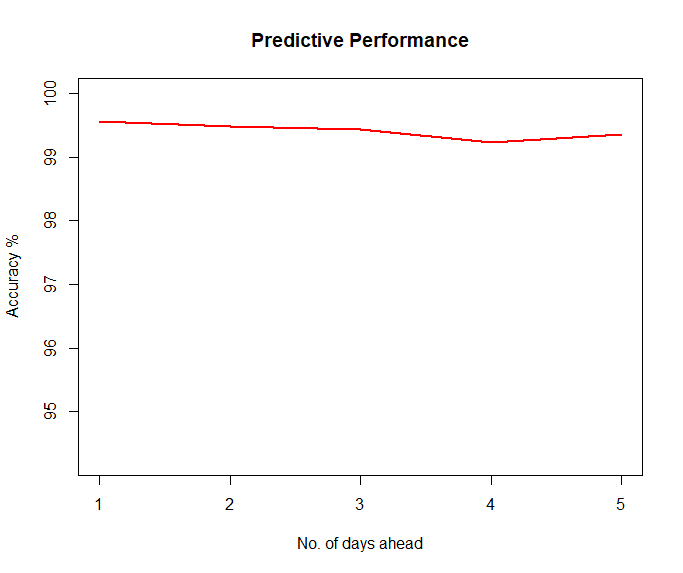 Predictive Performance
Accuracy %
100
99
98
97
96
95
1 2 3 4 5
No. of days ahead